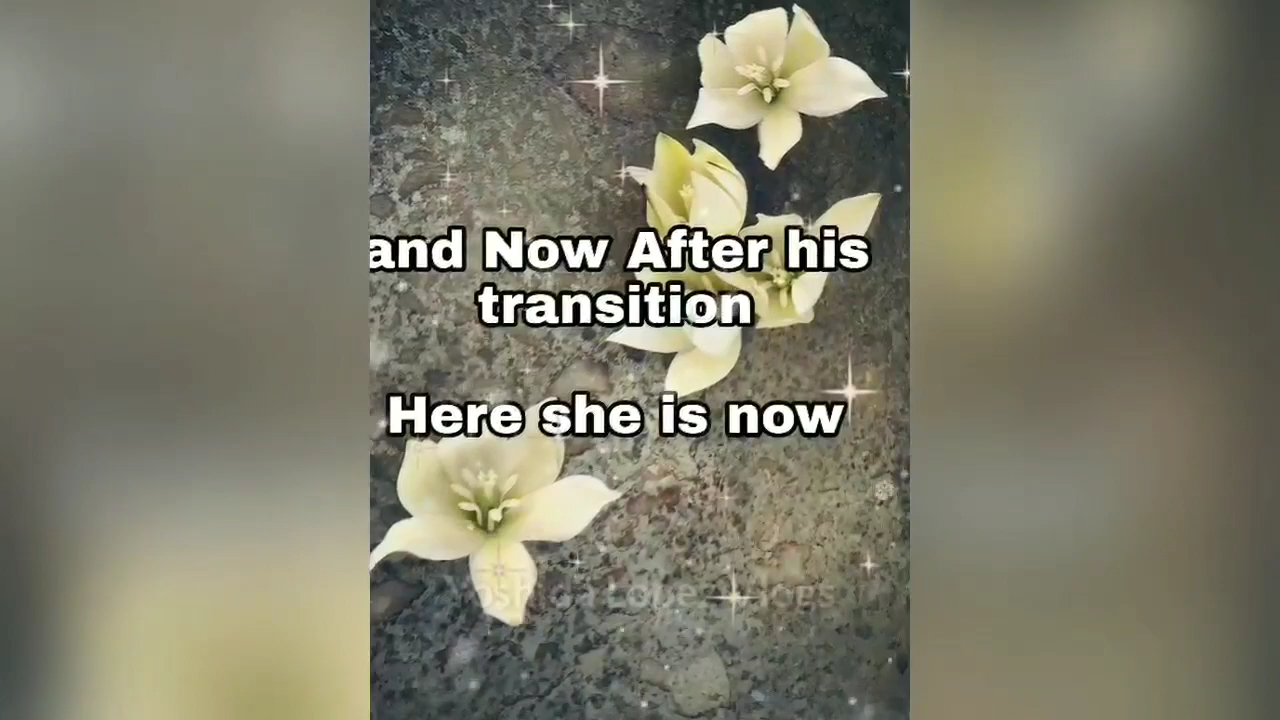 and Now After his
transition
Here she is now